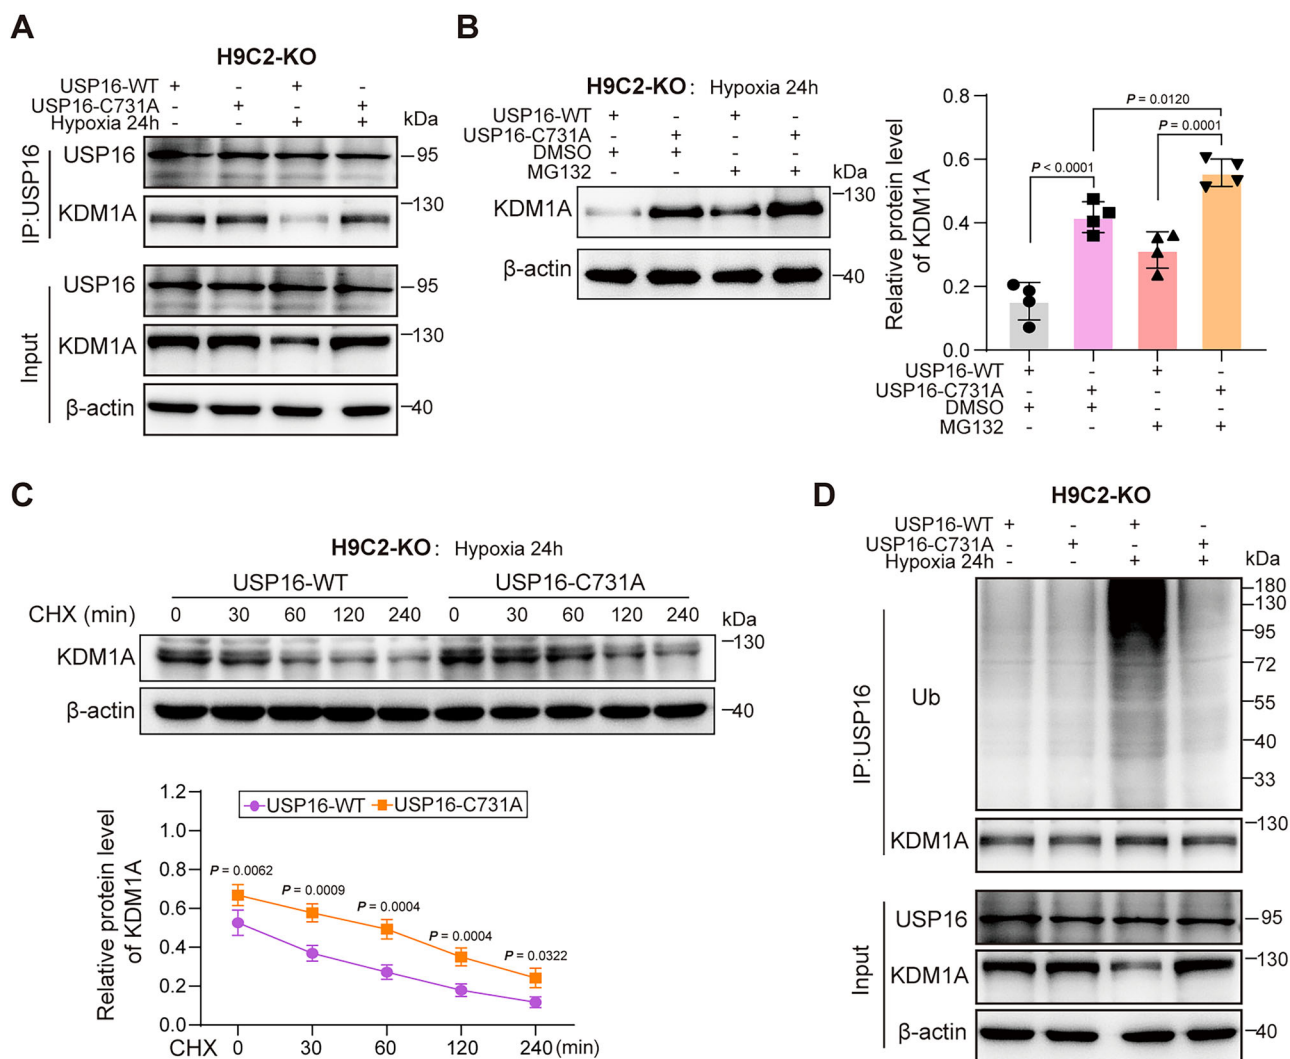 A
H9C2-KO
USP16-WT + - + -
USP16-C731A - + - +
Hypoxia 24h - - + +
kDa
IP:USP16
USP16 95
KDM1A 130
Input
USP16 95
KDM1A 130
β-actin 40
B
H9C2-KO: Hypoxia 24h
USP16-WT + - + -
USP16-C731A - + - +
DMSO + + - -
MG132 - - + +
kDa
KDM1A 130
β-actin 40
Relative protein level
of KDM1A
0.8
0.6
0.4
0.2
0.0
P = 0.0120
P = 0.0001
P < 0.0001
USP16-WT + - + -
USP16-C731A - + - +
DMSO + + - -
MG132 - - + +
C
H9C2-KO: Hypoxia 24h
USP16-WT USP16-C731A
CHX (min) 0 30 60 120 240 0 30 60 120 240
kDa
KDM1A 130
β-actin 40
Relative protein level
of KDM1A
1.2
1.0
0.8
0.6
0.4
0.2
0.0
USP16-WT USP16-C731A
P = 0.0062
P = 0.0009
P = 0.0004
P = 0.0004
P = 0.0322
CHX 0 30 60 120 240 (min)
D
H9C2-KO
USP16-WT + - + -
USP16-C731A - + - +
Hypoxia 24h - - + +
kDa
IP:USP16
Ub
180
130
95
72
55
40
33
KDM1A 130
Input
USP16 95
KDM1A 130
β-actin 40